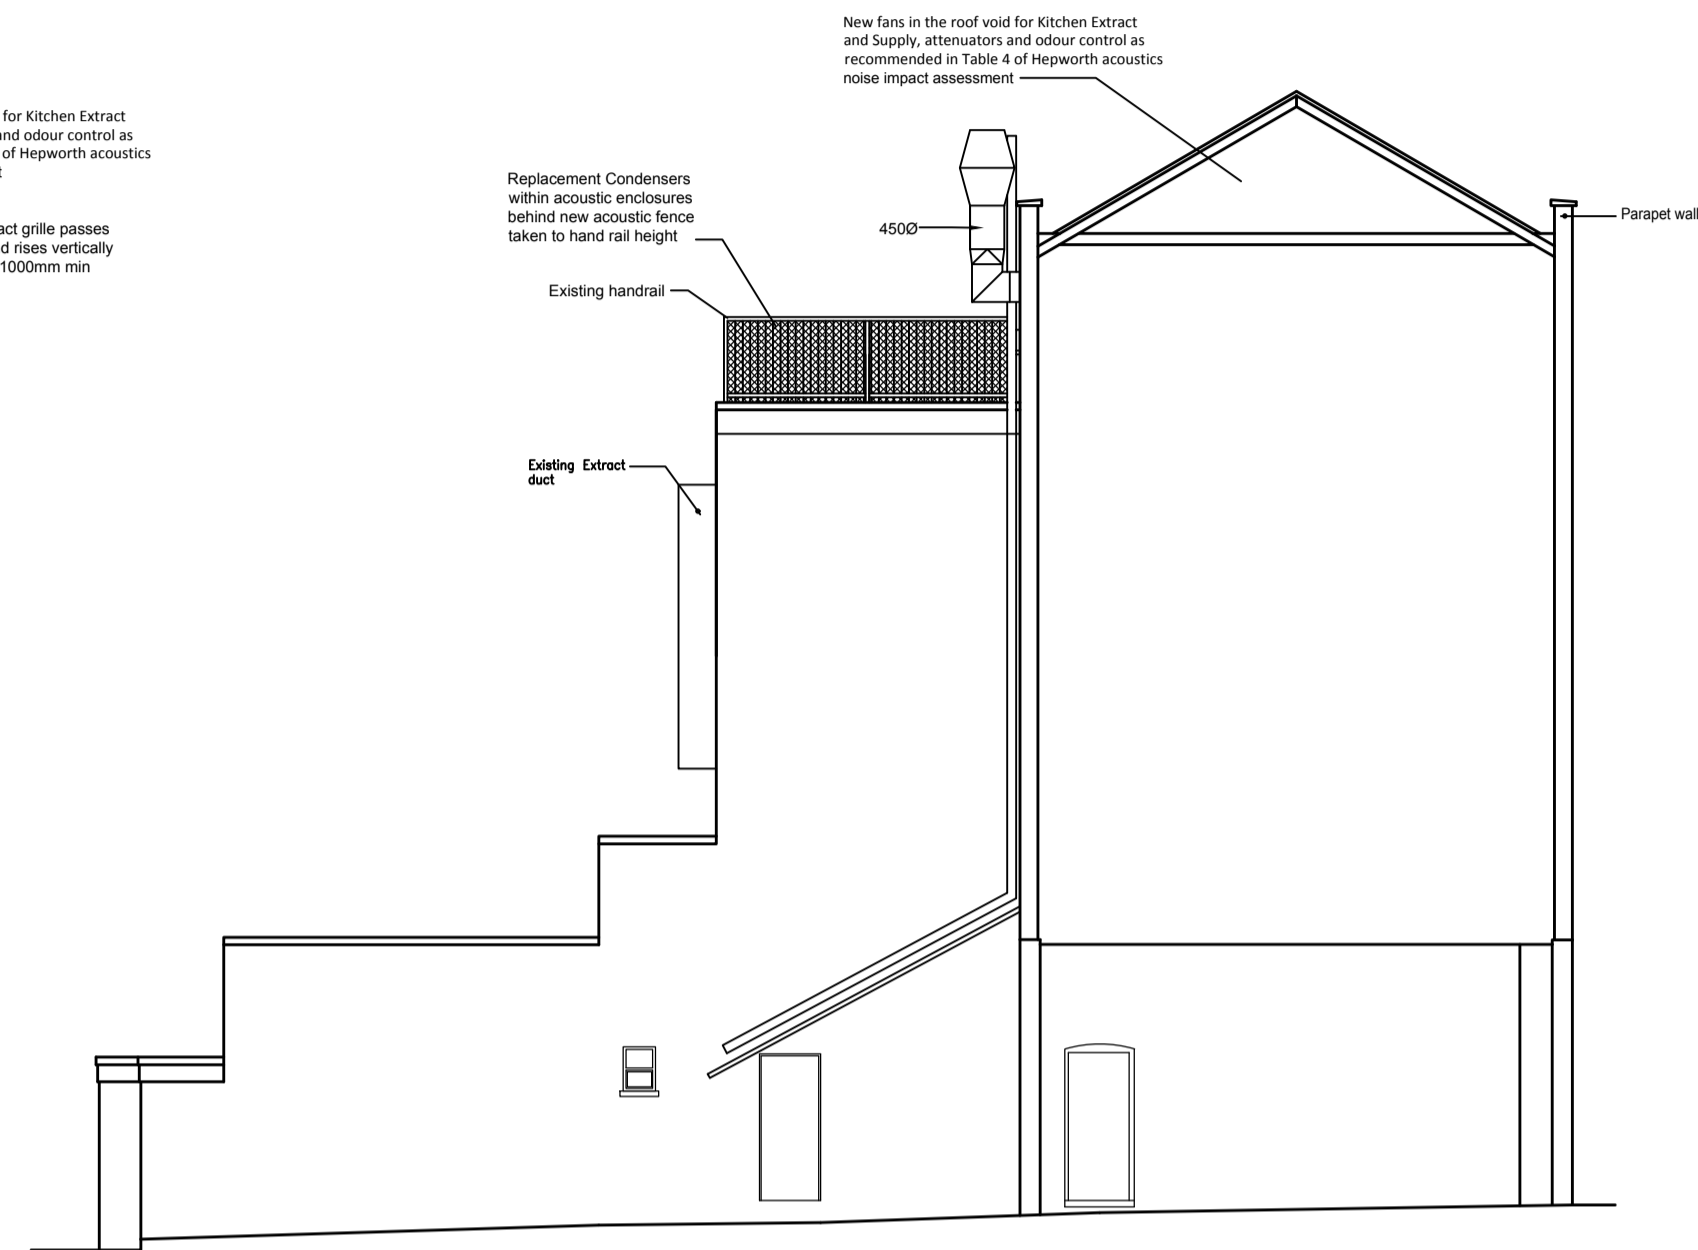 New fans in the roof void for Kitchen Extract
and Supply, attenuators and odour control as
recommended in Table 4 of Hepworth acoustics
noise impact assessment
for Kitchen Extract
and odour control as
of Hepworth acoustics
act grille passes
d rises vertically
1000mm min
Replacement Condensers
within acoustic enclosures
behind new acoustic fence
taken to hand rail height
450Ø
Parapet wall
Existing handrail
Existing Extract
duct